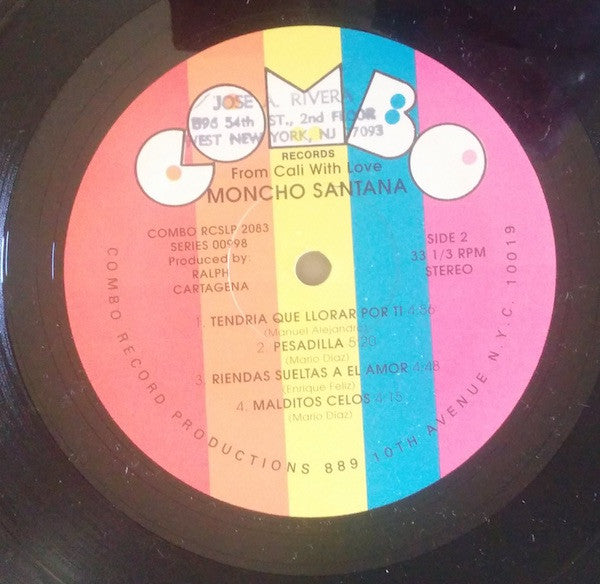 COMBO
JOSE A. RIVERA
596 54th ST., 2nd FLOOR
WEST NEW YORK, NJ 07093
RECORDS
From Cali With Love
MONCHO SANTANA
COMBO RCSLP 2083
SERIES 00998
Produced by:
RALPH
CARTAGENA
SIDE 2
33 1/3 RPM
STEREO
1. TENDRIA QUE LLORAR POR TI 4:56
(Manuel Alejandro)
2. PESADILLA 5:20
(Mario Diaz)
3. RIENDAS SUELTAS A EL AMOR 4:48
(Enrique Feliz)
4. MALDITOS CELOS 4:15
(Mario Diaz)
COMBO RECORD PRODUCTIONS 889 10TH AVENUE N.Y.C. 10019